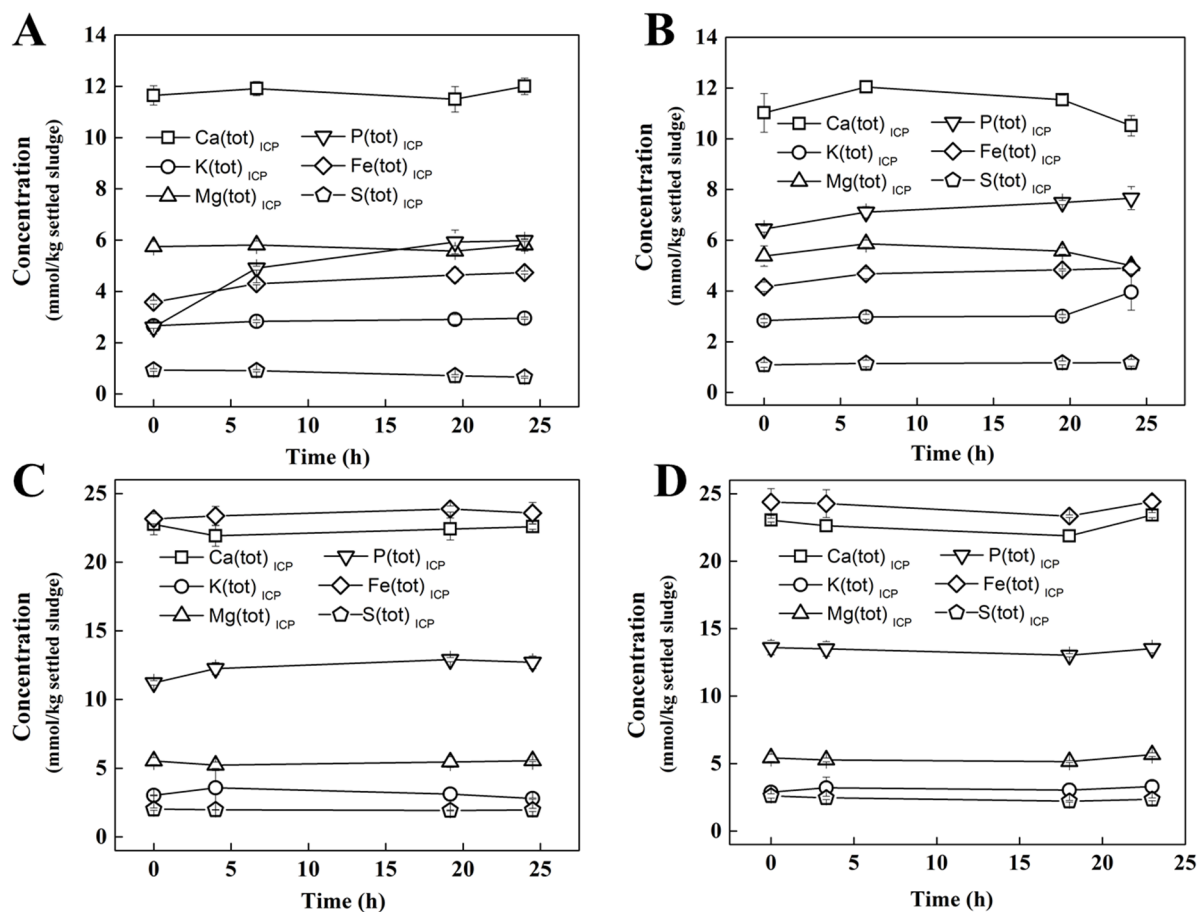 A
14
12
10
8
6
4
2
0
Concentration
(mmol/kg settled sludge)
Ca(tot) ICP
P(tot) ICP
K(tot) ICP
Fe(tot) ICP
Mg(tot) ICP
S(tot) ICP
0 5 10 15 20 25
Time (h)
B
14
12
10
8
6
4
2
0
Concentration
(mmol/kg settled sludge)
Ca(tot) ICP
P(tot) ICP
K(tot) ICP
Fe(tot) ICP
Mg(tot) ICP
S(tot) ICP
0 5 10 15 20 25
Time (h)
C
25
20
15
10
5
0
Concentration
(mmol/kg settled sludge)
Ca(tot) ICP
P(tot) ICP
K(tot) ICP
Fe(tot) ICP
Mg(tot) ICP
S(tot) ICP
0 5 10 15 20 25
Time (h)
D
25
20
15
10
5
0
Concentration
(mmol/kg settled sludge)
Ca(tot) ICP
P(tot) ICP
K(tot) ICP
Fe(tot) ICP
Mg(tot) ICP
S(tot) ICP
0 5 10 15 20 25
Time (h)